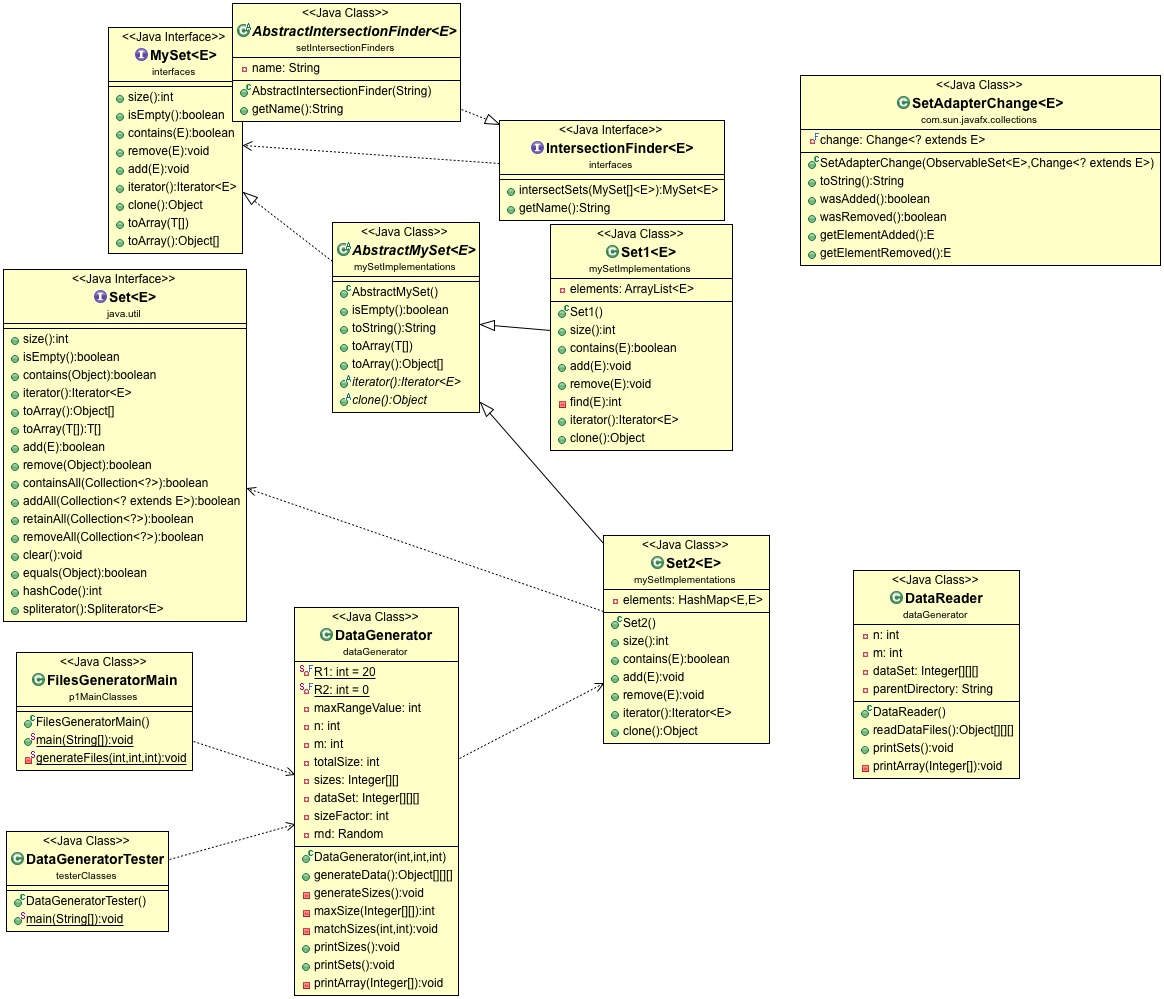 <<Java Interface>>
MySet<E>
interfaces
size():int
isEmpty():boolean
contains(E):boolean
remove(E):void
add(E):void
iterator():Iterator<E>
clone():Object
toArray(T[])
toArray():Object[]
<<Java Class>>
AbstractIntersectionFinder<E>
setIntersectionFinders
name: String
AbstractIntersectionFinder(String)
getName():String
<<Java Interface>>
IntersectionFinder<E>
interfaces
intersectSets(MySet[]<E>):MySet<E>
getName():String
<<Java Class>>
SetAdapterChange<E>
com.sun.javafx.collections
change: Change<? extends E>
SetAdapterChange(ObservableSet<E>,Change<? extends E>)
toString():String
wasAdded():boolean
wasRemoved():boolean
getElementAdded():E
getElementRemoved():E
<<Java Class>>
AbstractMySet<E>
mySetImplementations
AbstractMySet()
isEmpty():boolean
toString():String
toArray(T[])
toArray():Object[]
iterator():Iterator<E>
clone():Object
<<Java Class>>
Set1<E>
mySetImplementations
elements: ArrayList<E>
Set1()
size():int
contains(E):boolean
add(E):void
remove(E):void
find(E):int
iterator():Iterator<E>
clone():Object
<<Java Interface>>
Set<E>
java.util
size():int
isEmpty():boolean
contains(Object):boolean
iterator():Iterator<E>
toArray():Object[]
toArray(T[]):T[]
add(E):boolean
remove(Object):boolean
containsAll(Collection<?>):boolean
addAll(Collection<? extends E>):boolean
retainAll(Collection<?>):boolean
removeAll(Collection<?>):boolean
clear():void
equals(Object):boolean
hashCode():int
spliterator():Spliterator<E>
<<Java Class>>
Set2<E>
mySetImplementations
elements: HashMap<E,E>
Set2()
size():int
contains(E):boolean
add(E):void
remove(E):void
iterator():Iterator<E>
clone():Object
<<Java Class>>
DataReader
dataGenerator
n: int
m: int
dataSet: Integer[][][]
parentDirectory: String
DataReader()
readDataFiles():Object[][][]
printSets():void
printArray(Integer[]):void
<<Java Class>>
DataGenerator
dataGenerator
R1: int = 20
R2: int = 0
maxRangeValue: int
n: int
m: int
totalSize: int
sizes: Integer[][]
dataSet: Integer[][][]
sizeFactor: int
rnd: Random
DataGenerator(int,int,int)
generateData():Object[][][]
generateSizes():void
maxSize(Integer[][]):int
matchSizes(int,int):void
printSizes():void
printSets():void
printArray(Integer[]):void
<<Java Class>>
FilesGeneratorMain
p1MainClasses
FilesGeneratorMain()
main(String[]):void
generateFiles(int,int,int):void
<<Java Class>>
DataGeneratorTester
testerClasses
DataGeneratorTester()
main(String[]):void